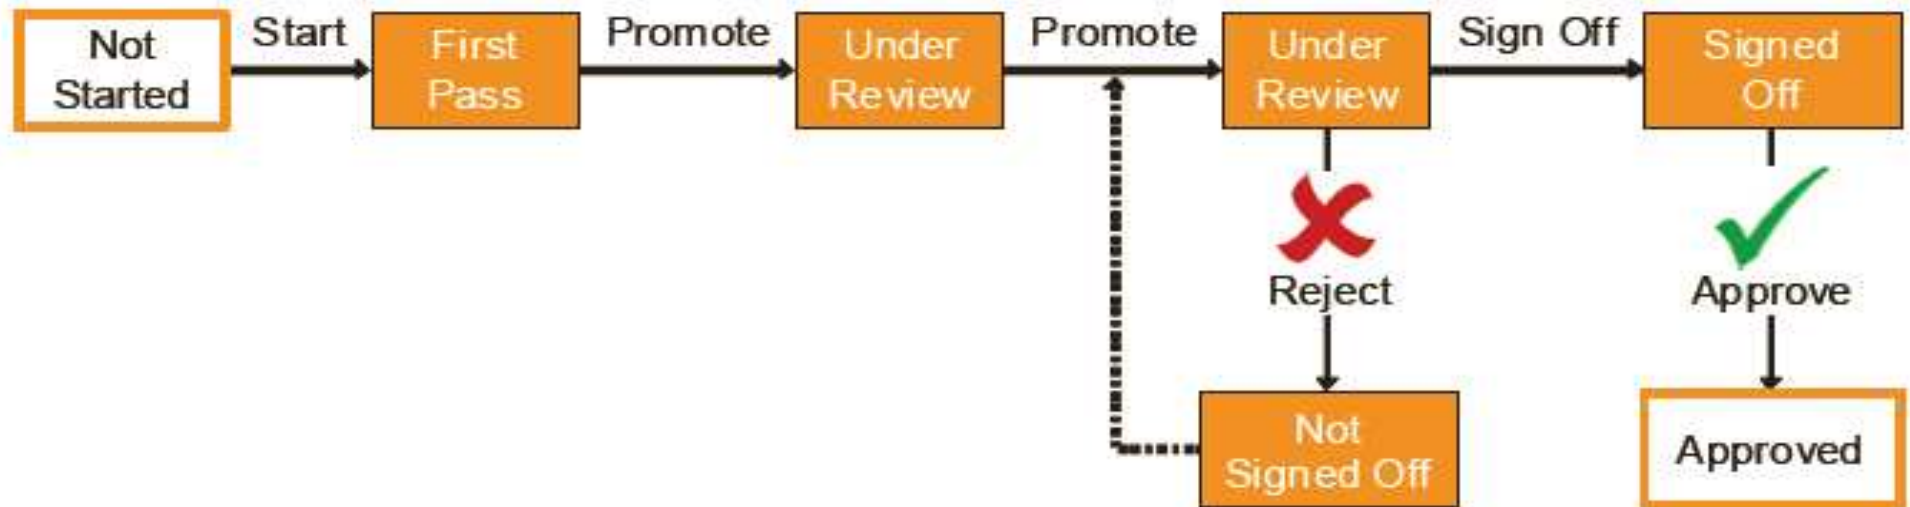 Not
Started
Start
First
Pass
Promote
Under
Review
Promote
Under
Review
Sign Off
Signed
Off
Reject
Approve
Not
Signed Off
Approved